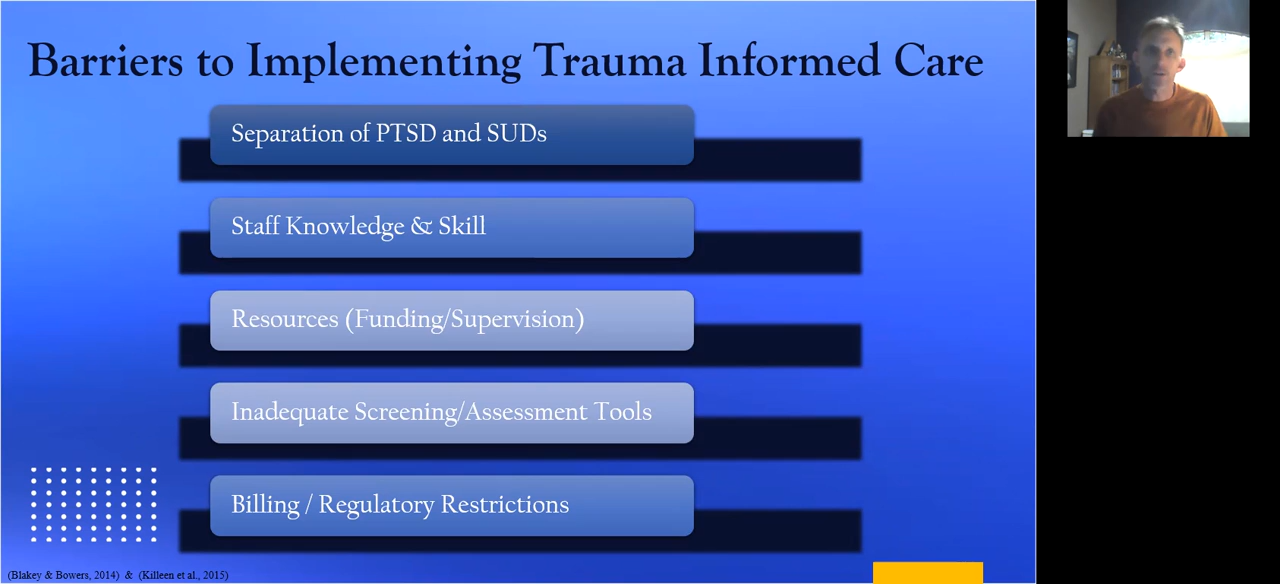 Barriers to Implementing Trauma Informed Care
Separation of PTSD and SUDs
Staff Knowledge & Skill
Resources (Funding/Supervision)
Inadequate Screening/Assessment Tools
Billing / Regulatory Restrictions
(Blakey & Bowers, 2014) & (Killeen et al., 2015)